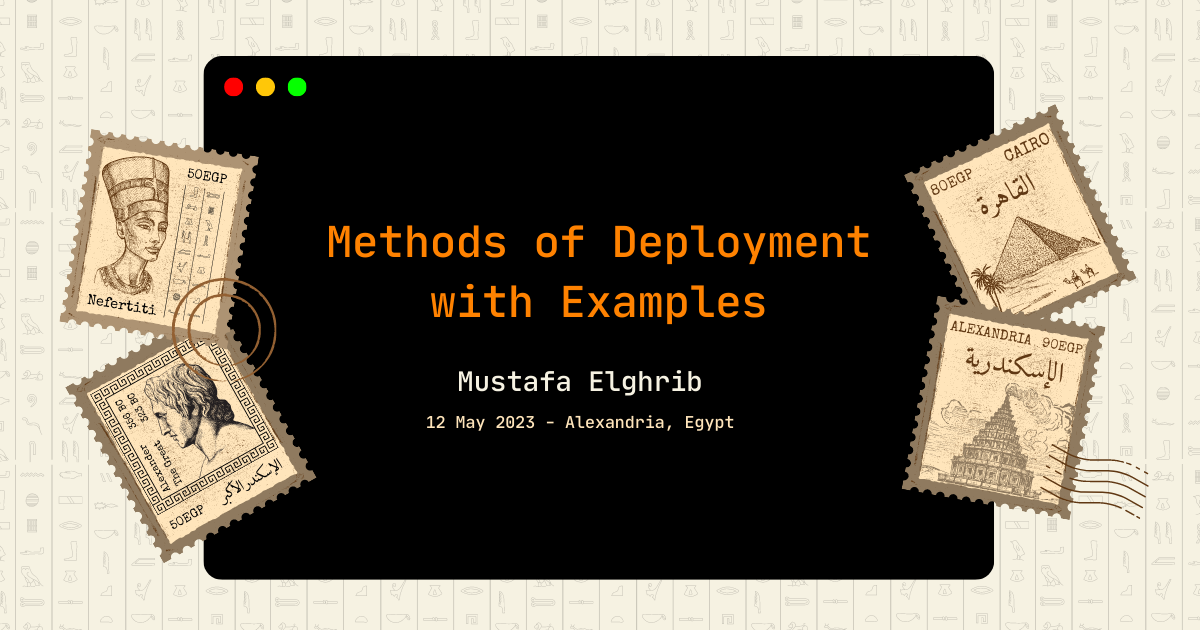 Methods of Deployment
with Examples
Mustafa Elghrib
12 May 2023 - Alexandria, Egypt
50EGP
Nefertiti
356 BC
323 BC
Alexander
The Great
الإسكندر الأكبر
50EGP
CAIRO
80EGP
القاهرة
ALEXANDRIA 90EGP
الإسكندرية